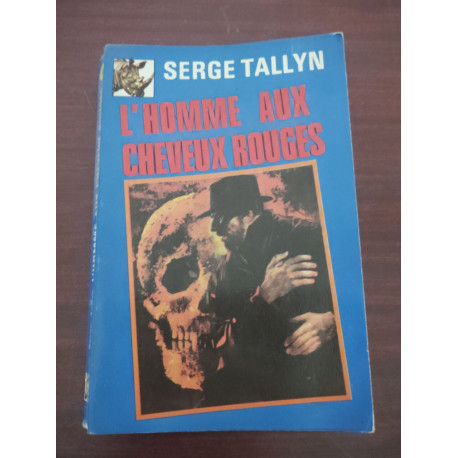 SERGE TALLYN
L'HOMME AUX
CHEVEUX ROUGES